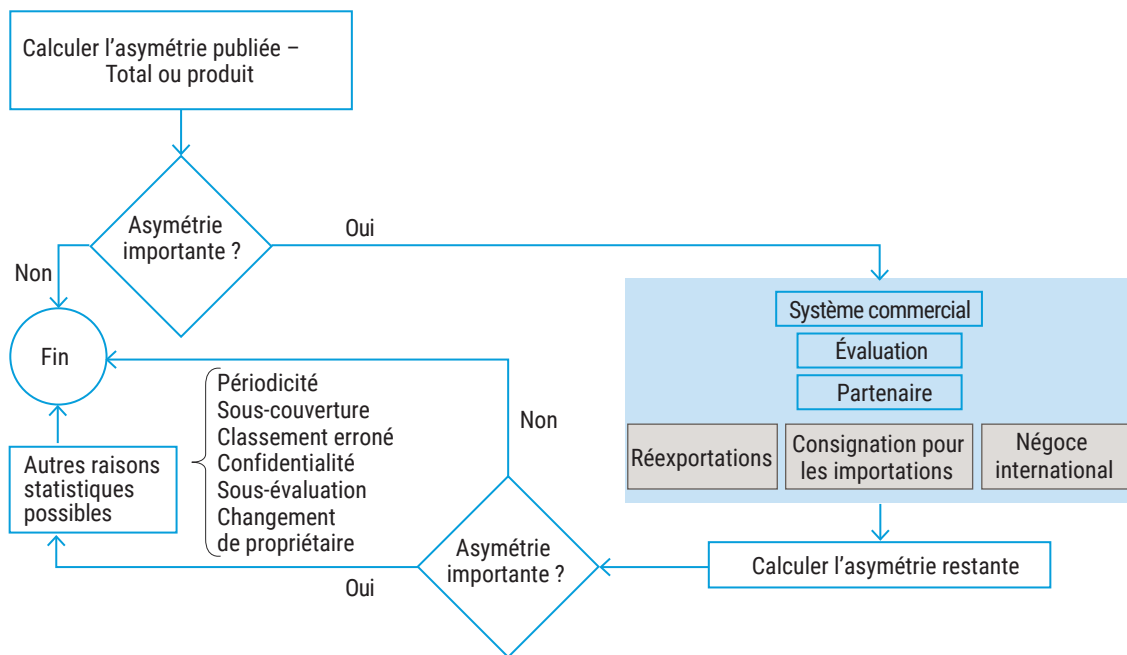 Calculer l’asymétrie publiée –
Total ou produit
Asymétrie
importante ?
Oui
Non
Fin
Système commercial
Évaluation
Partenaire
Réexportations
Consignation pour
les importations
Négoce
international
Calculer l’asymétrie restante
Asymétrie
importante ?
Non
Oui
Périodicité
Sous-couverture
Classement erroné
Confidentialité
Sous-évaluation
Changement
de propriétaire
Autres raisons
statistiques
possibles